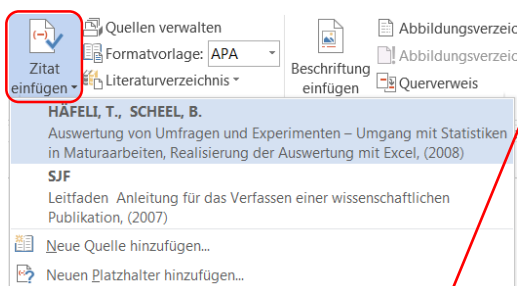 Zitat einfügen
Quellen verwalten
Formatvorlage: APA
Literaturverzeichnis
Beschriftung einfügen
Abbildungsverzeic
Abbildungsverzeic
Querverweis
HÄFELI, T., SCHEEL, B.
Auswertung von Umfragen und Experimenten – Umgang mit Statistiken
in Maturaarbeiten, Realisierung der Auswertung mit Excel, (2008)
SJF
Leitfaden Anleitung für das Verfassen einer wissenschaftlichen
Publikation, (2007)
Neue Quelle hinzufügen...
Neuen Platzhalter hinzufügen...